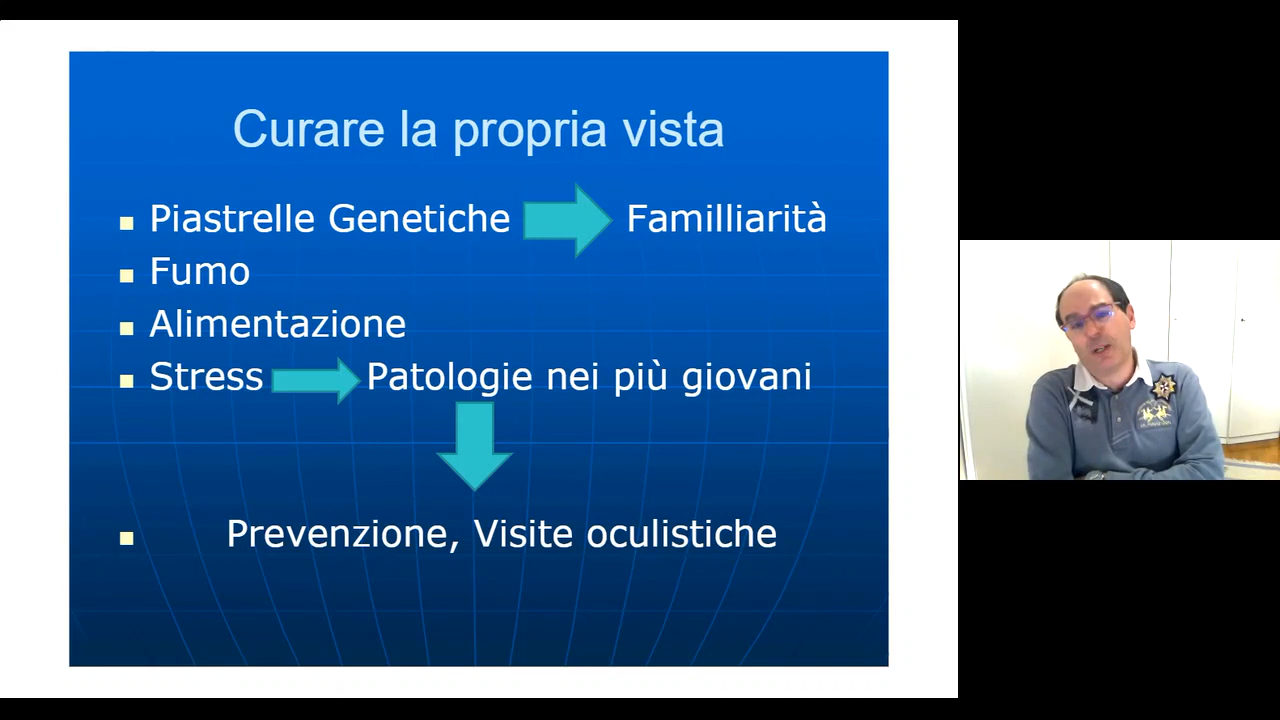 Curare la propria vista
Piastrelle Genetiche Familliarità
Fumo
Alimentazione
Stress Patologie nei più giovani
Prevenzione, Visite oculistiche